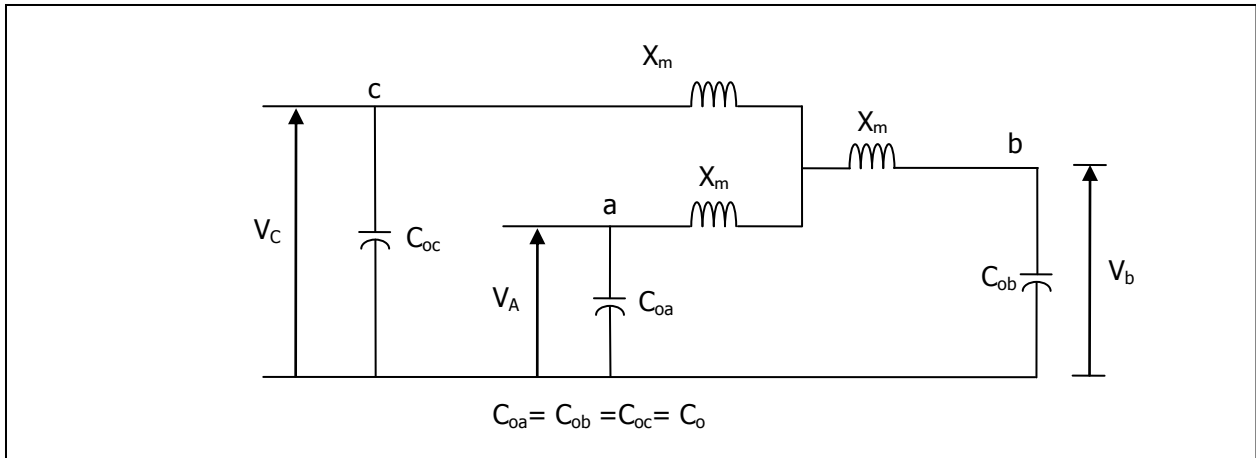 Xm
c
Xm
b
Xm
a
VC
Coc
VA
Coa
Cob
Vb
Coa= Cob =Coc= Co